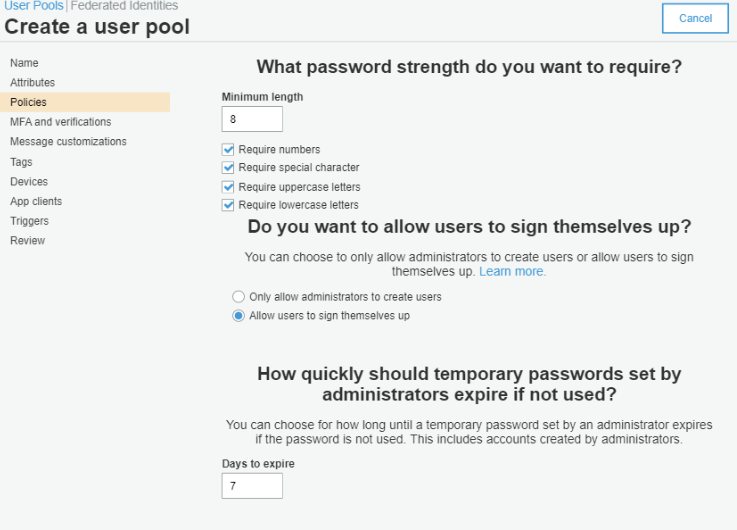 User Pools | Federated Identities
Cancel
Create a user pool
Name
Attributes
Policies
MFA and verifications
Message customizations
Tags
Devices
App clients
Triggers
Review
What password strength do you want to require?
Minimum length
8
Require numbers
Require special character
Require uppercase letters
Require lowercase letters
Do you want to allow users to sign themselves up?
You can choose to only allow administrators to create users or allow users to sign
themselves up. Learn more.
Only allow administrators to create users
Allow users to sign themselves up
How quickly should temporary passwords set by
administrators expire if not used?
You can choose for how long until a temporary password set by an administrator expires
if the password is not used. This includes accounts created by administrators.
Days to expire
7